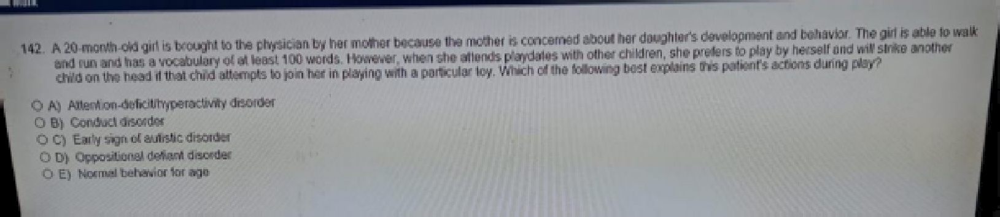 142. A 20-month-old girl is brought to the physician by her mother because the mother is concerned about her daughter's development and behavior. The girl is able to walk
and run and has a vocabulary of at least 100 words. However, when she attends playdates with other children, she prefers to play by herself and will strike another
child on the head if that child attempts to join her in playing with a particular toy. Which of the following best explains this patient's actions during play?
A) Attention-deficit/hyperactivity disorder
B) Conduct disorder
C) Early sign of autistic disorder
D) Oppositional defiant disorder
E) Normal behavior for age